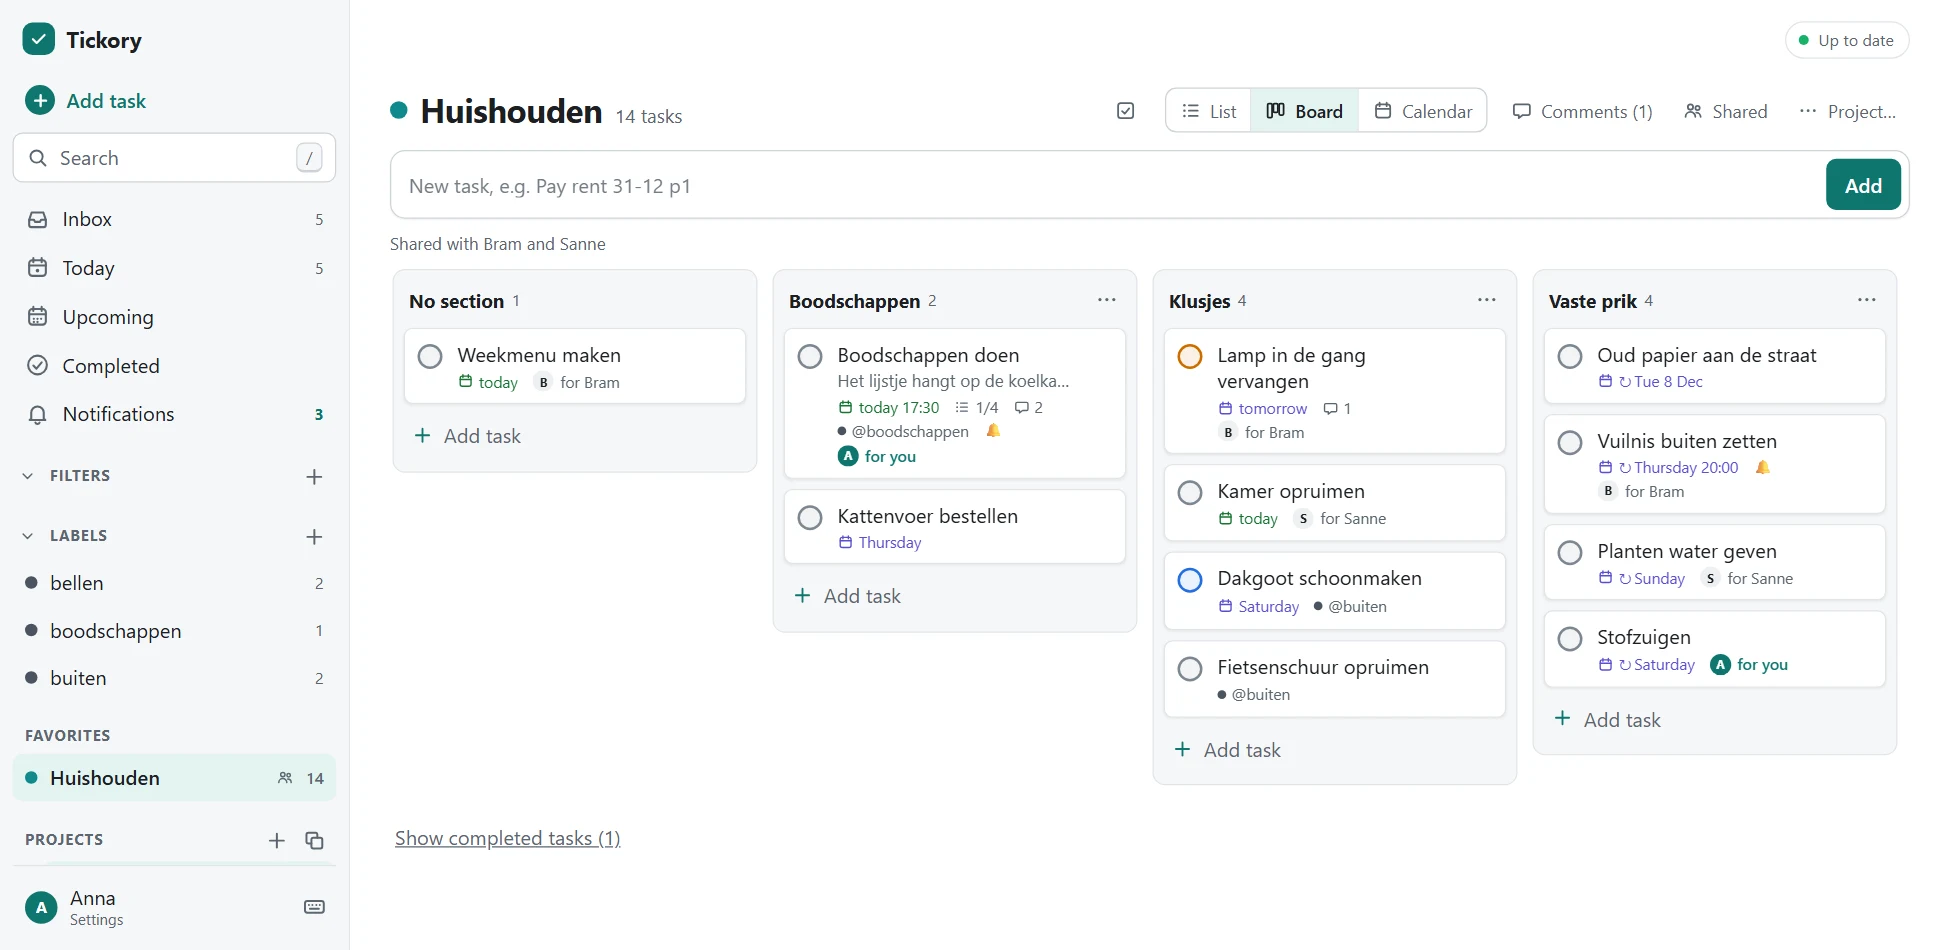 Tickory
Add task
Search /
Inbox 5
Today 5
Upcoming
Completed
Notifications 3
FILTERS
LABELS
bellen 2
boodschappen 1
buiten 2
FAVORITES
Huishouden 14
PROJECTS
A Anna
Settings
Up to date
Huishouden 14 tasks
List Board Calendar Comments (1) Shared Project...
New task, e.g. Pay rent 31-12 p1 Add
Shared with Bram and Sanne
No section 1
Weekmenu maken
today B for Bram
Add task
Boodschappen 2
Boodschappen doen
Het lijstje hangt op de koelka...
today 17:30 1/4 2
@boodschappen
A for you
Kattenvoer bestellen
Thursday
Add task
Klusjes 4
Lamp in de gang
vervangen
tomorrow 1
B for Bram
Kamer opruimen
today S for Sanne
Dakgoot schoonmaken
Saturday @buiten
Fietsenschuur opruimen
@buiten
Add task
Vaste prik 4
Oud papier aan de straat
Tue 8 Dec
Vuilnis buiten zetten
Thursday 20:00
B for Bram
Planten water geven
Sunday S for Sanne
Stofzuigen
Saturday A for you
Add task
Show completed tasks (1)